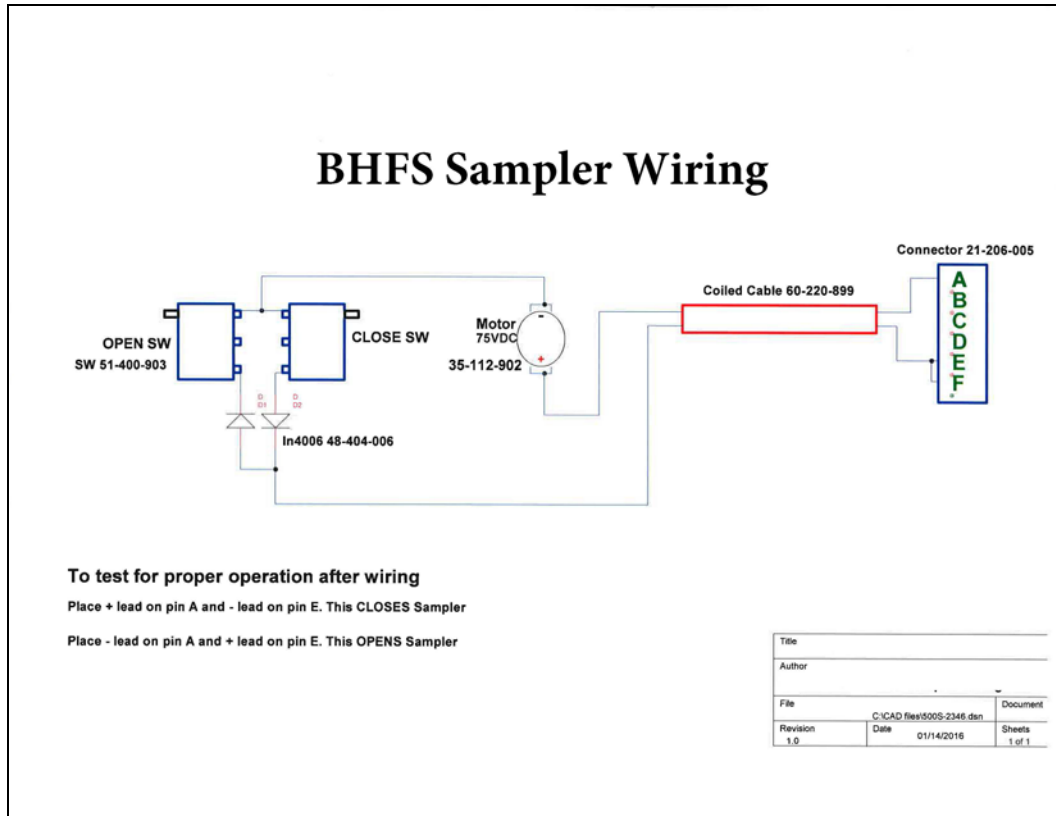 BHFS Sampler Wiring
Connector 21-206-005
A
B
C
D
E
F
Coiled Cable 60-220-899
OPEN SW
SW 51-400-903
CLOSE SW
Motor
75VDC
35-112-902
-
+
D
D1
D
D2
In4006 48-404-006
To test for proper operation after wiring
Place + lead on pin A and - lead on pin E. This CLOSES Sampler
Place - lead on pin A and + lead on pin E. This OPENS Sampler
Title
Author
File
C:\CAD files\500S-2346.dsn
Document
Revision
1.0
Date
01/14/2016
Sheets
1 of 1